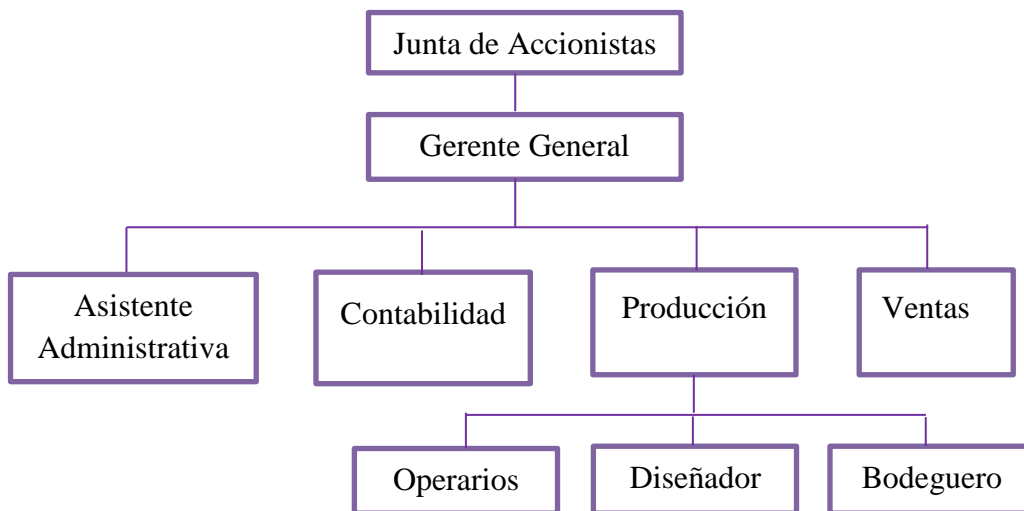 Junta de Accionistas
Gerente General
Asistente
Administrativa
Contabilidad
Producción
Ventas
Operarios
Diseñador
Bodeguero